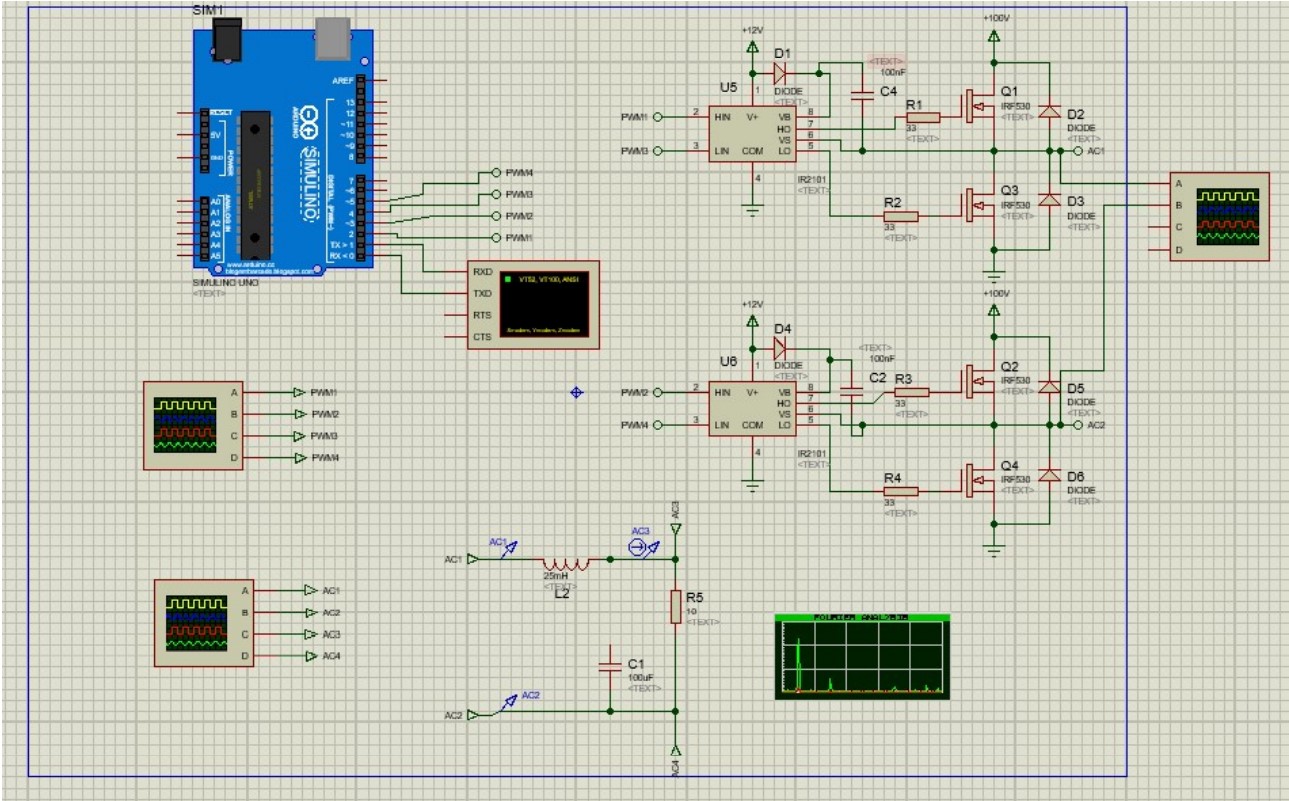 SIM1
AREF
RESET
5V
GND
POWER
13
12
~11
~10
~9
8
ARDUINO
SIMULINO
A0
A1
A2
A3
A4
A5
ANALOG IN
7
~6
~5
4
~3
2
TX > 1
RX < 0
www.arduino.cc
blogembarcado.blogspot.com
SIMULINO UNO
<TEXT>
PWM4
PWM3
PWM2
PWM1
RXD
TXD
RTS
CTS
VT52, VT100, ANSI
+12V
D1
DIODE
<TEXT>
<TEXT>
100nF
C4
U5
PWM1
2
HIN
V+
1
VB
8
HO
7
VS
6
LO
5
PWM3
3
LIN
COM
4
IR2101
<TEXT>
R1
33
<TEXT>
R2
33
<TEXT>
+100V
Q1
IRF530
<TEXT>
D2
DIODE
<TEXT>
AC1
Q3
IRF530
<TEXT>
D3
DIODE
<TEXT>
A
B
C
D
+12V
D4
DIODE
<TEXT>
<TEXT>
100nF
C2
U6
PWM2
2
HIN
V+
1
VB
8
HO
7
VS
6
LO
5
PWM4
3
LIN
COM
4
IR2101
<TEXT>
R3
33
<TEXT>
R4
33
<TEXT>
+100V
Q2
IRF530
<TEXT>
D5
DIODE
<TEXT>
AC2
Q4
IRF530
<TEXT>
D6
DIODE
<TEXT>
A
B
C
D
PWM1
PWM2
PWM3
PWM4
A
B
C
D
AC1
AC2
AC3
AC4
AC1
AC1
25mH
<TEXT>
L2
AC3
AC3
R5
10
<TEXT>
C1
100uF
<TEXT>
AC2
AC2
AC4
FOURIER ANALYSIS